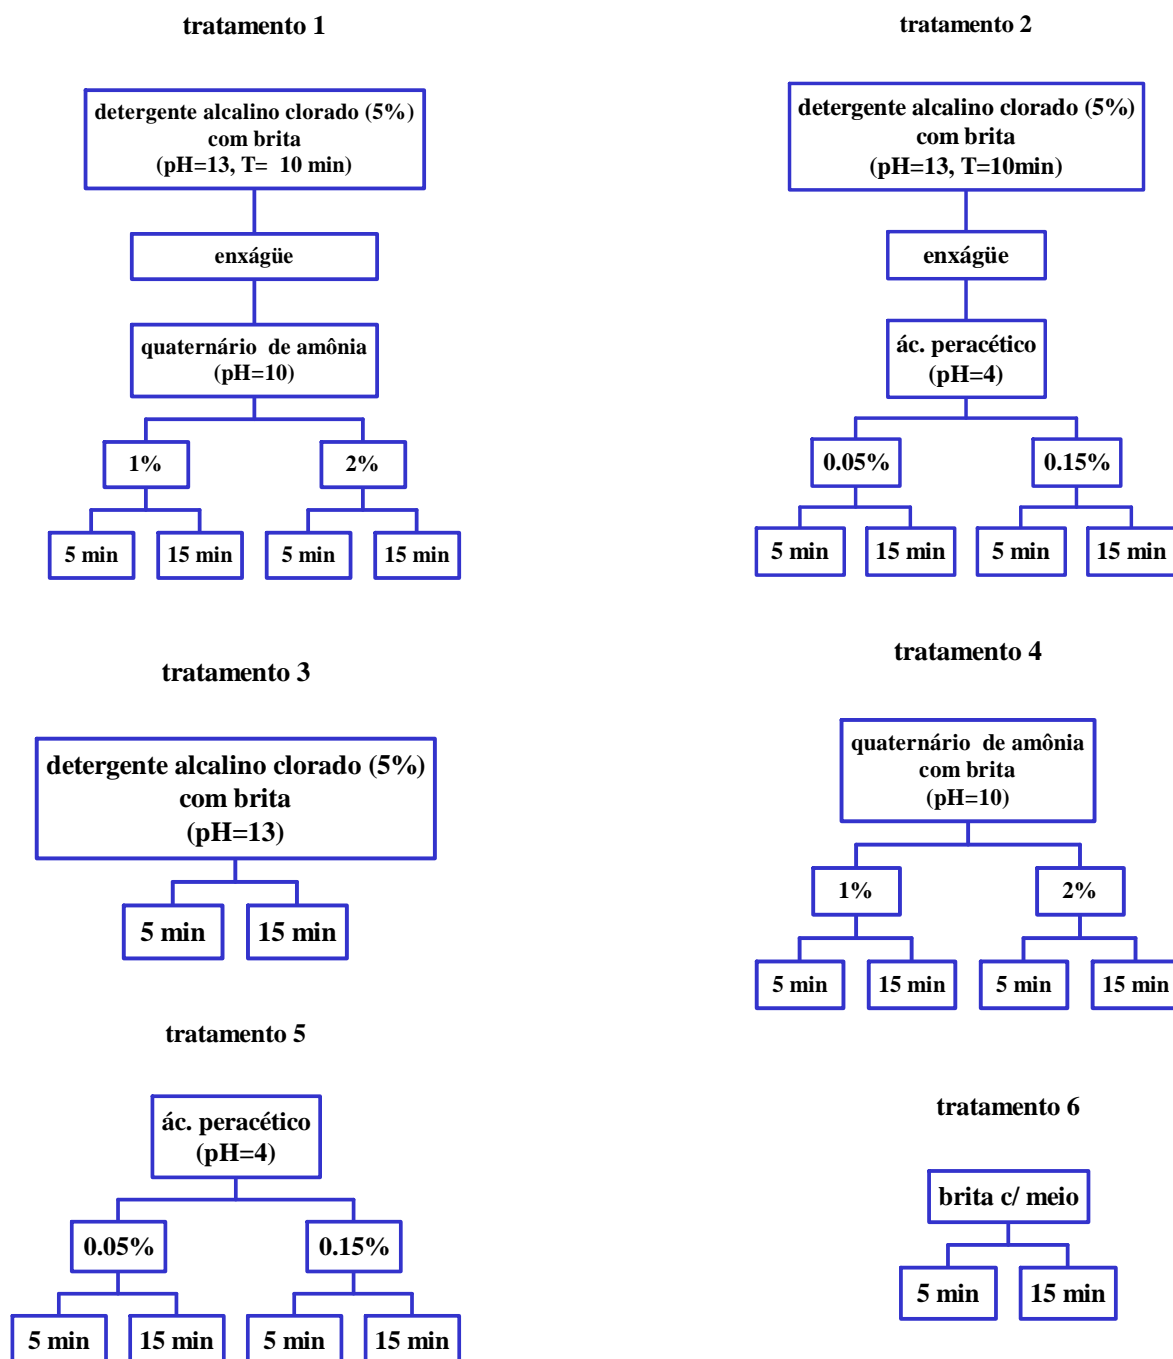 tratamento 1
detergente alcalino clorado (5%)
com brita
(pH=13, T= 10 min)
enxágüe
quaternário de amônia
(pH=10)
1%
2%
5 min
15 min
5 min
15 min
tratamento 2
detergente alcalino clorado (5%)
com brita
(pH=13, T=10min)
enxágüe
ác. peracético
(pH=4)
0.05%
0.15%
5 min
15 min
5 min
15 min
tratamento 3
detergente alcalino clorado (5%)
com brita
(pH=13)
5 min
15 min
tratamento 4
quaternário de amônia
com brita
(pH=10)
1%
2%
5 min
15 min
5 min
15 min
tratamento 5
ác. peracético
(pH=4)
0.05%
0.15%
5 min
15 min
5 min
15 min
tratamento 6
brita c/ meio
5 min
15 min